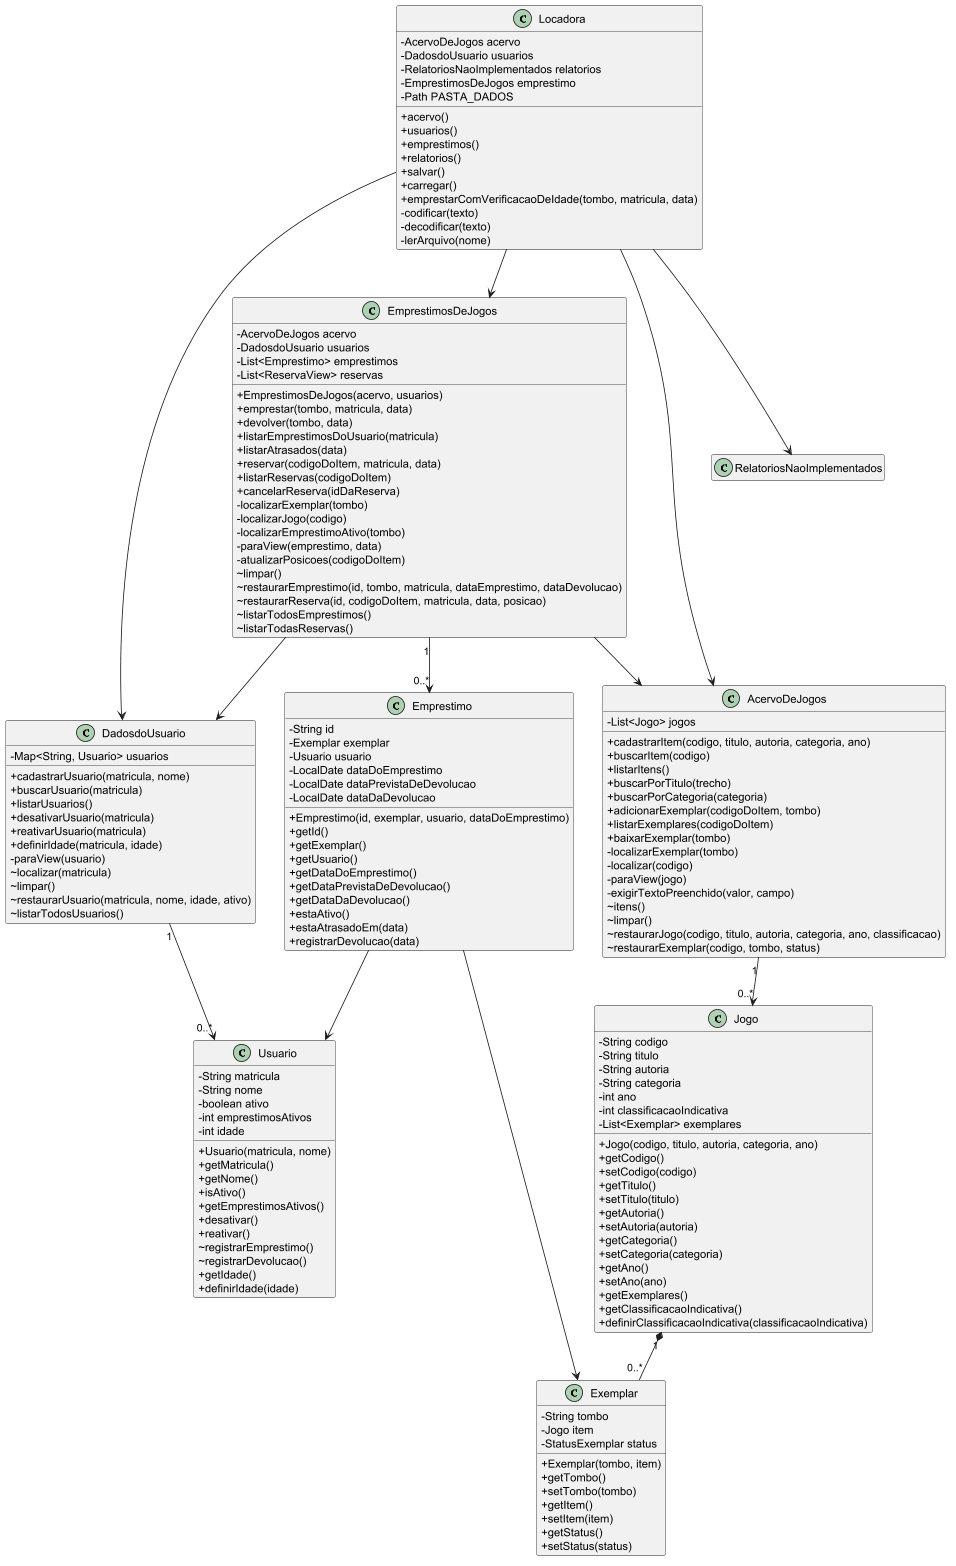 C Locadora
-AcervoDeJogos acervo
-DadosdoUsuario usuarios
-RelatoriosNaoImplementados relatorios
-EmprestimosDeJogos emprestimo
-Path PASTA_DADOS
+acervo()
+usuarios()
+emprestimos()
+relatorios()
+salvar()
+carregar()
+emprestarComVerificacaoDeIdade(tombo, matricula, data)
-codificar(texto)
-decodificar(texto)
-lerArquivo(nome)
C EmprestimosDeJogos
-AcervoDeJogos acervo
-DadosdoUsuario usuarios
-List<Emprestimo> emprestimos
-List<ReservaView> reservas
+EmprestimosDeJogos(acervo, usuarios)
+emprestar(tombo, matricula, data)
+devolver(tombo, data)
+listarEmprestimosDoUsuario(matricula)
+listarAtrasados(data)
+reservar(codigoDoItem, matricula, data)
+listarReservas(codigoDoItem)
+cancelarReserva(idDaReserva)
-localizarExemplar(tombo)
-localizarJogo(codigo)
-localizarEmprestimoAtivo(tombo)
-paraView(emprestimo, data)
-atualizarPosicoes(codigoDoItem)
~limpar()
~restaurarEmprestimo(id, tombo, matricula, dataEmprestimo, dataDevolucao)
~restaurarReserva(id, codigoDoItem, matricula, data, posicao)
~listarTodosEmprestimos()
~listarTodasReservas()
C RelatoriosNaoImplementados
1
0..*
C DadosdoUsuario
-Map<String, Usuario> usuarios
+cadastrarUsuario(matricula, nome)
+buscarUsuario(matricula)
+listarUsuarios()
+desativarUsuario(matricula)
+reativarUsuario(matricula)
+definirIdade(matricula, idade)
-paraView(usuario)
~localizar(matricula)
~limpar()
~restaurarUsuario(matricula, nome, idade, ativo)
~listarTodosUsuarios()
C Emprestimo
-String id
-Exemplar exemplar
-Usuario usuario
-LocalDate dataDoEmprestimo
-LocalDate dataPrevistaDeDevolucao
-LocalDate dataDaDevolucao
+Emprestimo(id, exemplar, usuario, dataDoEmprestimo)
+getId()
+getExemplar()
+getUsuario()
+getDataDoEmprestimo()
+getDataPrevistaDeDevolucao()
+getDataDaDevolucao()
+estaAtivo()
+estaAtrasadoEm(data)
+registrarDevolucao(data)
C AcervoDeJogos
-List<Jogo> jogos
+cadastrarItem(codigo, titulo, autoria, categoria, ano)
+buscarItem(codigo)
+listarItens()
+buscarPorTitulo(trecho)
+buscarPorCategoria(categoria)
+adicionarExemplar(codigoDoItem, tombo)
+listarExemplares(codigoDoItem)
+baixarExemplar(tombo)
-localizarExemplar(tombo)
-localizar(codigo)
-paraView(jogo)
-exigirTextoPreenchido(valor, campo)
~itens()
~limpar()
~restaurarJogo(codigo, titulo, autoria, categoria, ano, classificacao)
~restaurarExemplar(codigo, tombo, status)
1
0..*
1
0..*
C Usuario
-String matricula
-String nome
-boolean ativo
-int emprestimosAtivos
-int idade
+Usuario(matricula, nome)
+getMatricula()
+getNome()
+isAtivo()
+getEmprestimosAtivos()
+desativar()
+reativar()
~registrarEmprestimo()
~registrarDevolucao()
+getIdade()
+definirIdade(idade)
C Jogo
-String codigo
-String titulo
-String autoria
-String categoria
-int ano
-int classificacaoIndicativa
-List<Exemplar> exemplares
+Jogo(codigo, titulo, autoria, categoria, ano)
+getCodigo()
+setCodigo(codigo)
+getTitulo()
+setTitulo(titulo)
+getAutoria()
+setAutoria(autoria)
+getCategoria()
+setCategoria(categoria)
+getAno()
+setAno(ano)
+getExemplares()
+getClassificacaoIndicativa()
+definirClassificacaoIndicativa(classificacaoIndicativa)
1
0..*
C Exemplar
-String tombo
-Jogo item
-StatusExemplar status
+Exemplar(tombo, item)
+getTombo()
+setTombo(tombo)
+getItem()
+setItem(item)
+getStatus()
+setStatus(status)